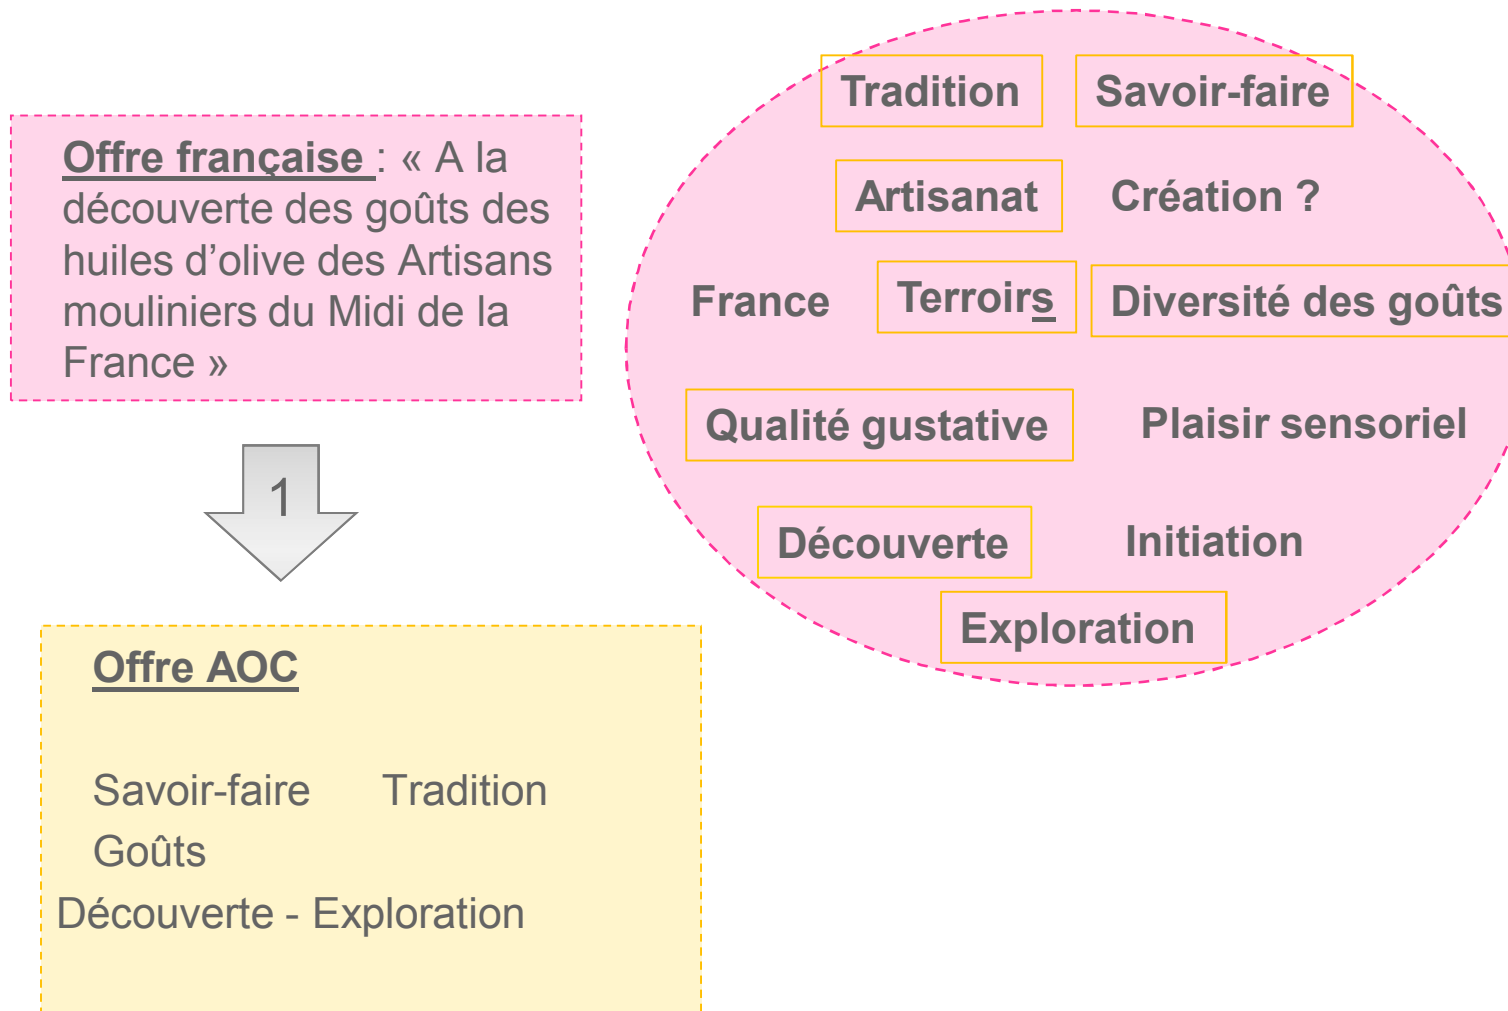 Offre française : « A la
découverte des goûts des
huiles d’olive des Artisans
mouliniers du Midi de la
France »
1
Offre AOC
Savoir-faire Tradition
Goûts
Découverte - Exploration
Tradition Savoir-faire
Artisanat Création ?
France Terroirs Diversité des goûts
Qualité gustative Plaisir sensoriel
Découverte Initiation
Exploration